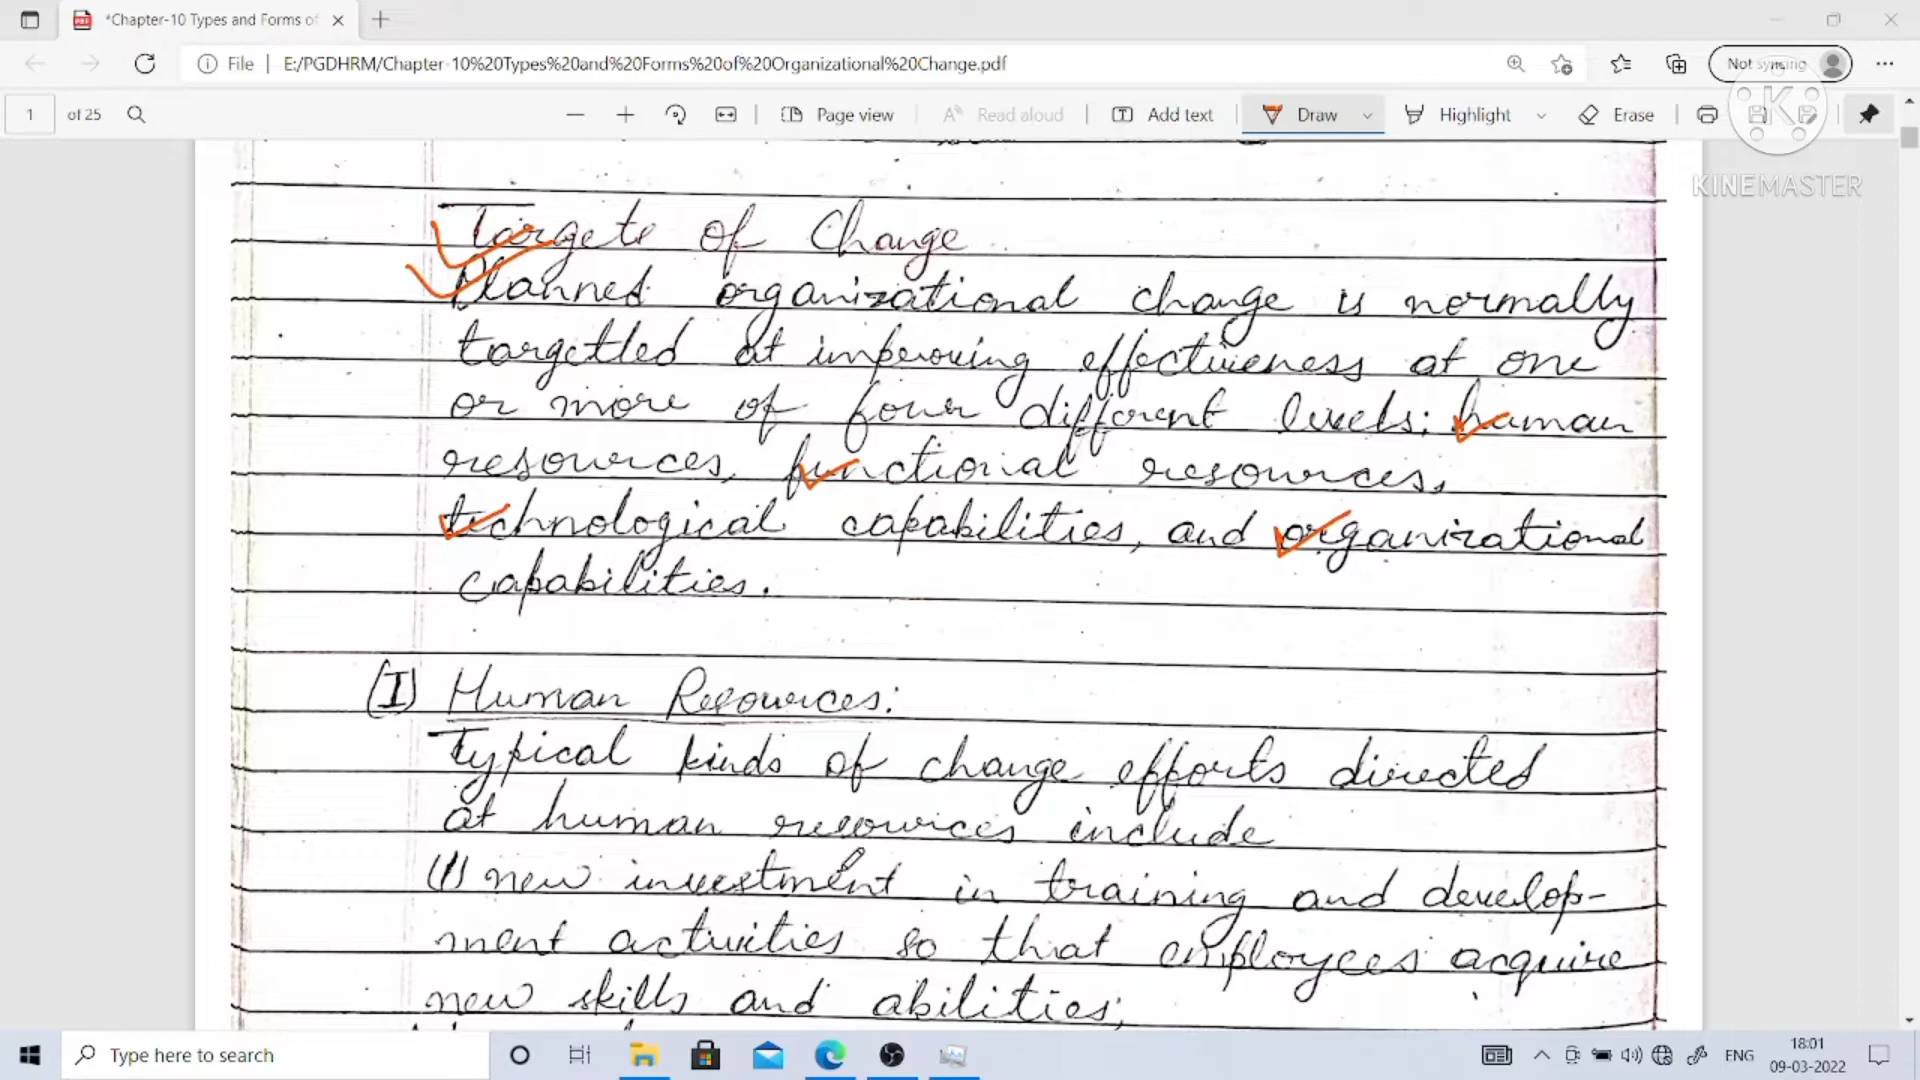 *Chapter-10 Types and Forms of
File
E:/PGDHRM/Chapter-10%20Types%20and%20Forms%20of%20Organizational%20Change.pdf
Not syncing
1 of 25
Page view
Read aloud
Add text
Draw
Highlight
Erase
K
KINEMASTER
Targets of Change
Planned organizational change is normally
targetted at improving effectiveness at one
or more of four different levels: human
resources, functional resources,
technological capabilities, and organizational
capabilities.
(I) Human Resources:
Typical kinds of change efforts directed
at human resources include
(1) new investment in training and develop-
ment activities so that employees acquire
new skills and abilities;
Type here to search
ENG
18:01
09-03-2022